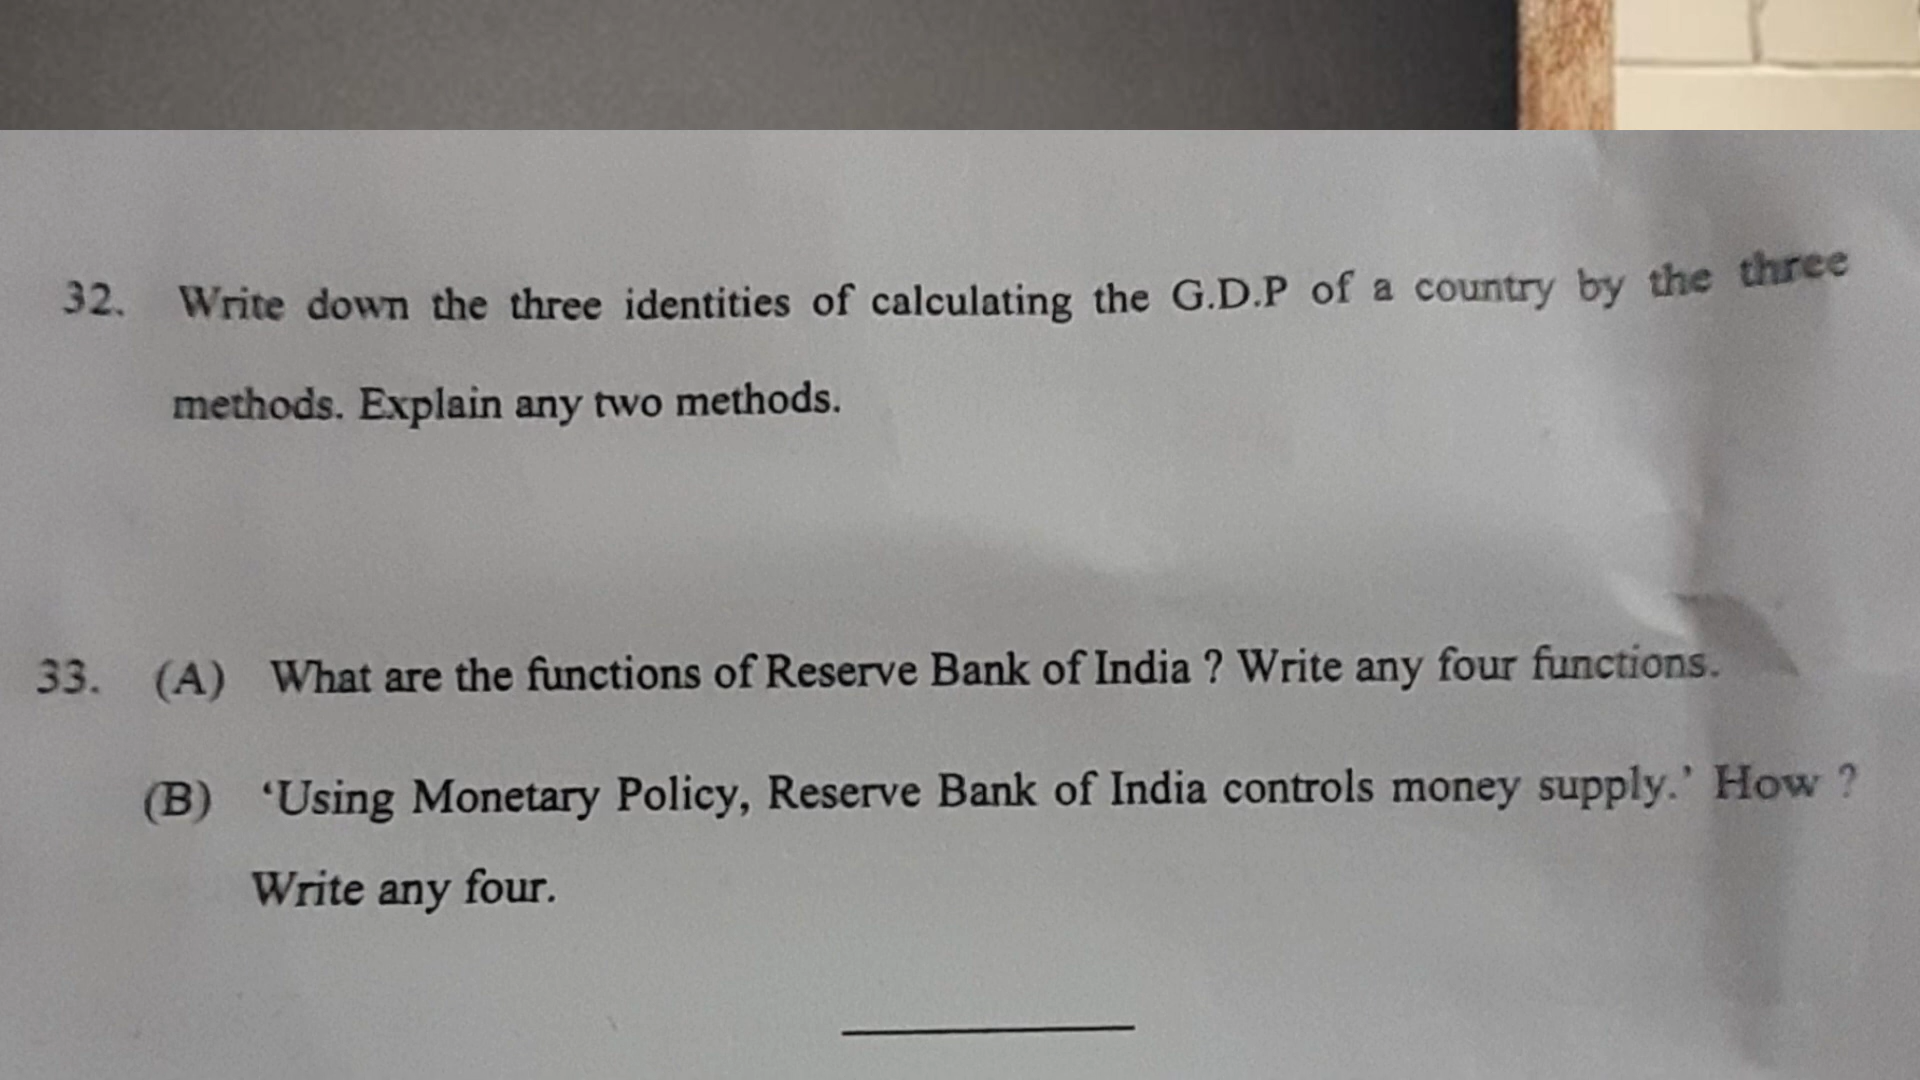 32. Write down the three identities of calculating the G.D.P of a country by the three
methods. Explain any two methods.
33. (A) What are the functions of Reserve Bank of India ? Write any four functions.
(B) ‘Using Monetary Policy, Reserve Bank of India controls money supply.’ How ?
Write any four.